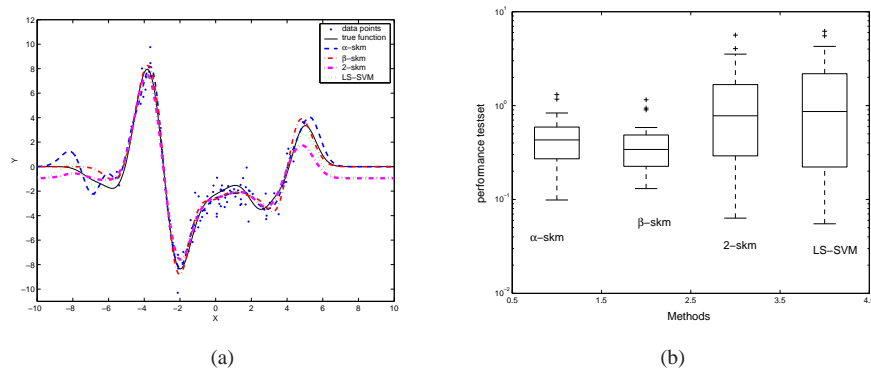 12
10
8
6
4
2
0
−2
−4
−6
−8
−10
Y
−10
−8
−6
−4
−2
0
2
4
6
8
10
X
data points
true function
α−skm
β−skm
2−skm
LS−SVM
(a)
10^1
10^0
10^−1
10^−2
performance testset
α−skm
β−skm
2−skm
LS−SVM
0.5
1.5
2.5
3.5
4.5
Methods
(b)